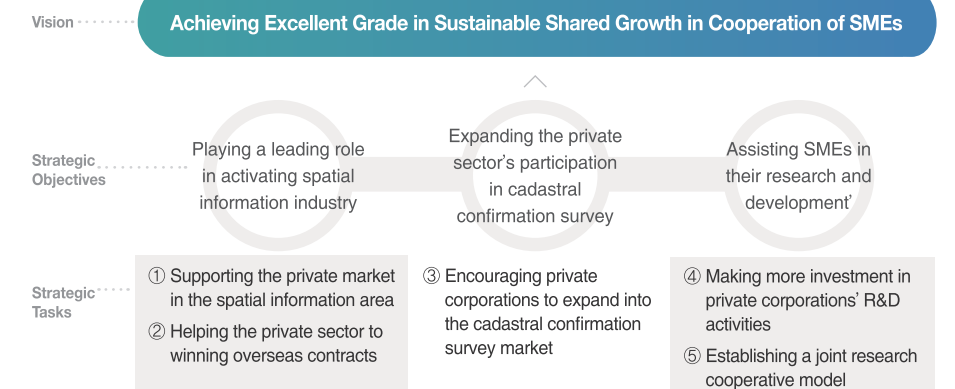 Vision
Achieving Excellent Grade in Sustainable Shared Growth in Cooperation of SMEs
Strategic
Objectives
Playing a leading role
in activating spatial
information industry
Expanding the private
sector's participation
in cadastral
confirmation survey
Assisting SMEs in
their research and
development'
Strategic
Tasks
① Supporting the private market
in the spatial information area
② Helping the private sector to
winning overseas contracts
③ Encouraging private
corporations to expand into
the cadastral confirmation
survey market
④ Making more investment in
private corporations' R&D
activities
⑤ Establishing a joint research
cooperative model